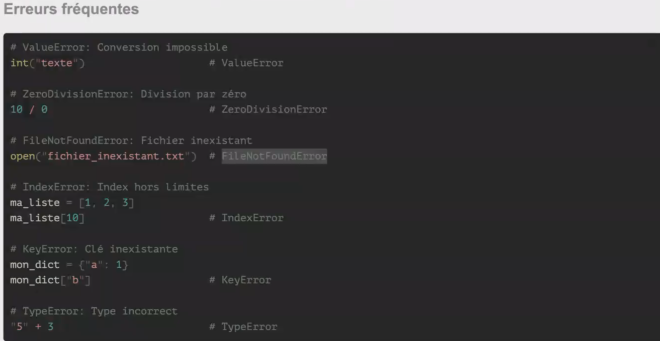 Erreurs fréquentes
# ValueError: Conversion impossible
int("texte") # ValueError
# ZeroDivisionError: Division par zéro
10 / 0 # ZeroDivisionError
# FileNotFoundError: Fichier inexistant
open("fichier_inexistant.txt") # FileNotFoundError
# IndexError: Index hors limites
ma_liste = [1, 2, 3]
ma_liste[10] # IndexError
# KeyError: Clé inexistante
mon_dict = {"a": 1}
mon_dict["b"] # KeyError
# TypeError: Type incorrect
"5" + 3 # TypeError